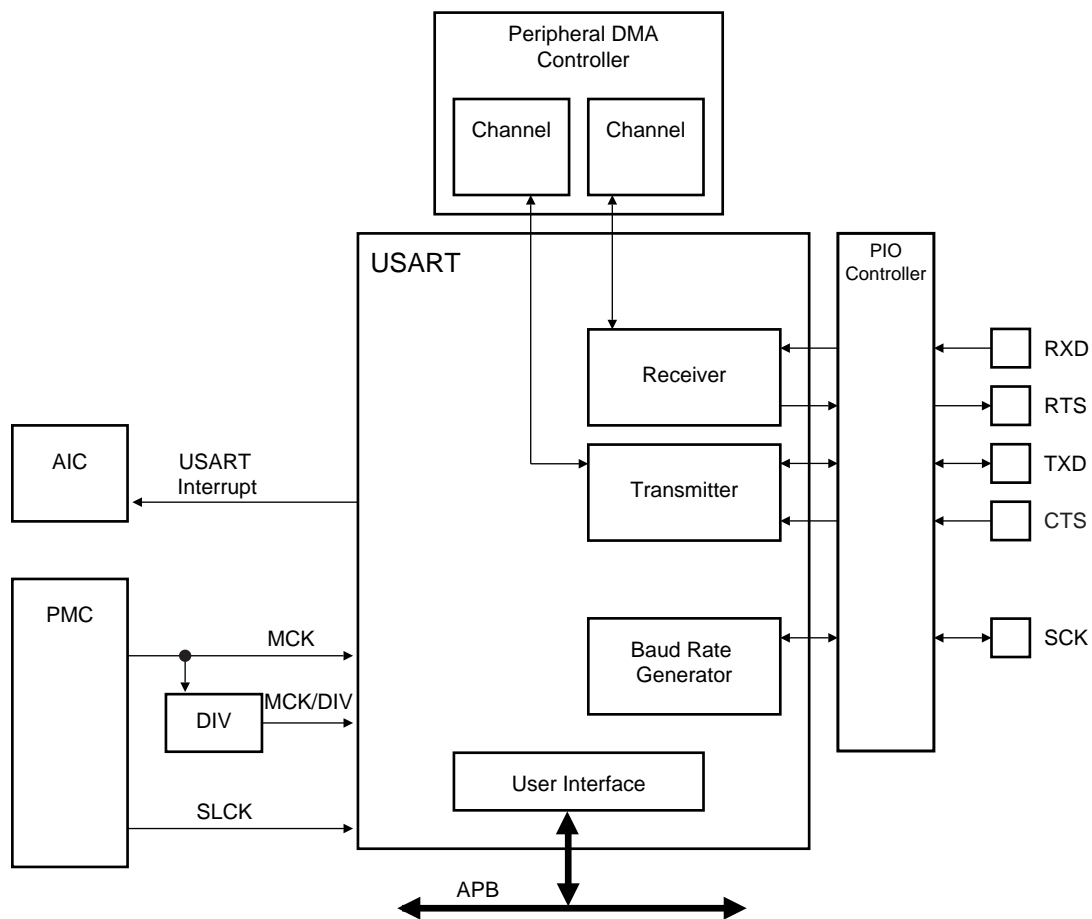 Peripheral DMA
Controller
Channel
Channel
USART
PIO
Controller
Receiver
RXD
RTS
AIC
USART
Interrupt
Transmitter
TXD
CTS
PMC
MCK
Baud Rate
Generator
SCK
MCK/DIV
DIV
User Interface
SLCK
APB